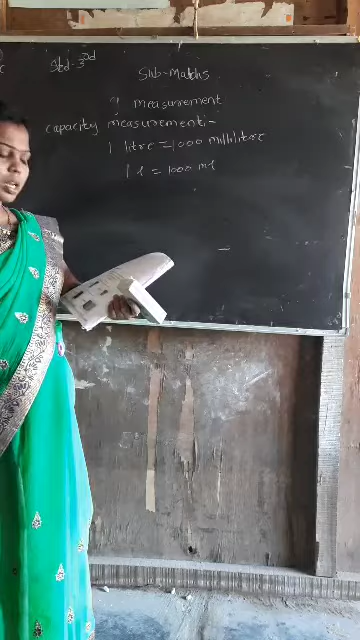 Std - 3rd
Sub - Maths
measurement
capacity measurement :-
1 litre = 1000 millilitre
1 l = 1000 ml